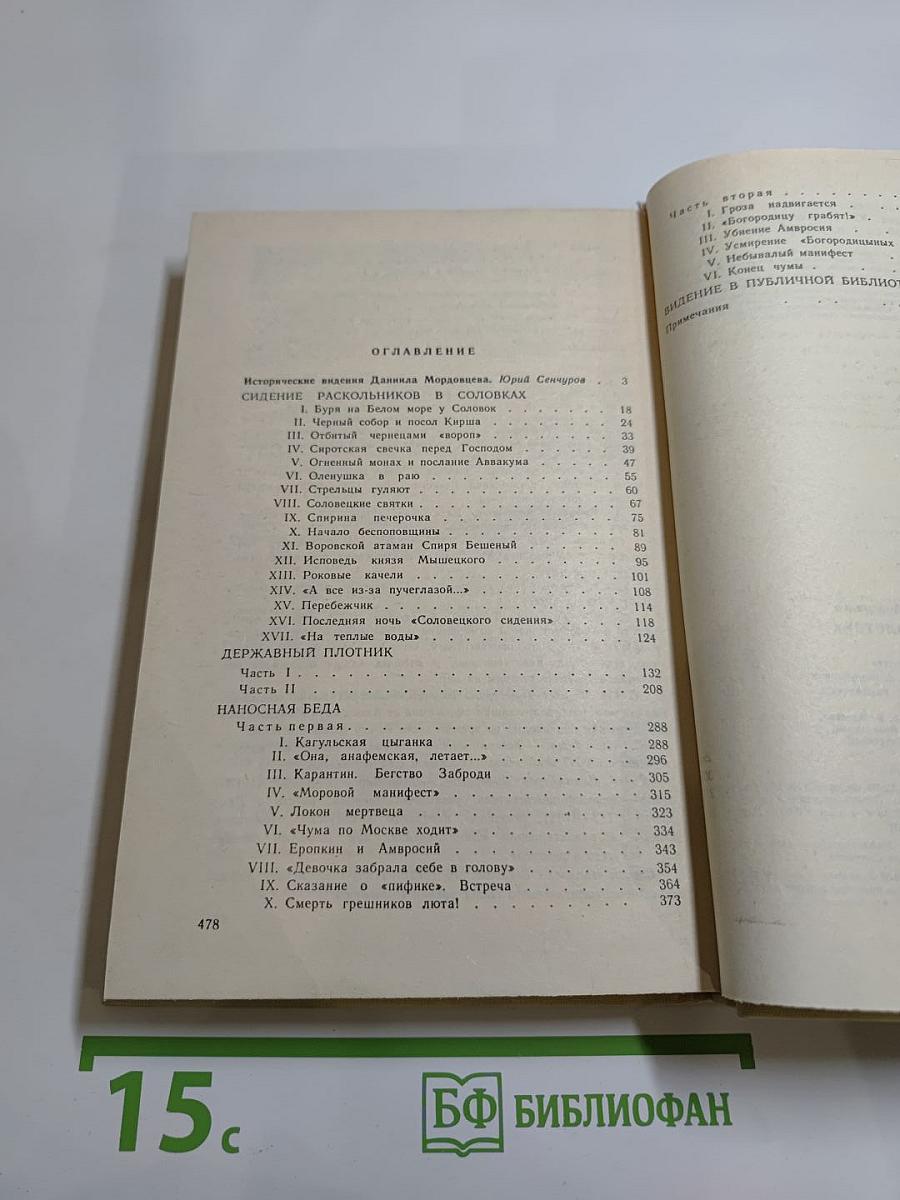 ОГЛАВЛЕНИЕ
Исторические видения Даниила Мордовцева. Юрий Сенчуров . 3
СИДЕНИЕ РАСКОЛЬНИКОВ В СОЛОВКАХ
I. Буря на Белом море у Соловок . . . . . . . 18
II. Черный собор и посол Кирша . . . . . . . . 24
III. Отбитый чернецами «вороп» . . . . . . . . 33
IV. Сиротская свечка перед Господом . . . . . . 39
V. Огненный монах и послание Аввакума . . . . . 47
VI. Оленушка в раю . . . . . . . . . . . 55
VII. Стрельцы гуляют . . . . . . . . . . . . 60
VIII. Соловецкие святки . . . . . . . . . . . . 67
IX. Спирина печерочка . . . . . . . . . . . 75
X. Начало беспоповщины . . . . . . . . . . 81
XI. Воровской атаман Спиря Бешеный . . . . . . 89
XII. Исповедь князя Мышецкого . . . . . . . . 95
XIII. Роковые качели . . . . . . . . . . . . 101
XIV. «А все из-за пучеглазой...» . . . . . . . . . 108
XV. Перебежчик . . . . . . . . . . . . . . 114
XVI. Последняя ночь «Соловецкого сидения» . . . . 118
XVII. «На теплые воды» . . . . . . . . . . . 124
ДЕРЖАВНЫЙ ПЛОТНИК
Часть I . . . . . . . . . . . . . . . . . 132
Часть II . . . . . . . . . . . . . . . . . 208
НАНОСНАЯ БЕДА
Часть первая . . . . . . . . . . . . . . . 288
I. Кагульская цыганка . . . . . . . . . . 288
II. «Она, анафемская, летает...» . . . . . . . . 296
III. Карантин. Бегство Заброди . . . . . . . . 305
IV. «Моровой манифест» . . . . . . . . . . 315
V. Локон мертвеца . . . . . . . . . . . . 323
VI. «Чума по Москве ходит» . . . . . . . . . 334
VII. Еропкин и Амвросий . . . . . . . . . . 343
VIII. «Девочка забрала себе в голову» . . . . . . . 354
IX. Сказание о «пифике». Встреча . . . . . . . 364
X. Смерть грешников люта! . . . . . . . . . 373
478
Часть вторая . . . . . . . .
I. Гроза надвигается . . .
II. «Богородицу грабят!» .
III. Убиение Амвросия . .
IV. Усмирение «Богородицыных
V. Небывалый манифест .
VI. Конец чумы . . . . .
ВИДЕНИЕ В ПУБЛИЧНОЙ БИБЛИОТ
Примечания . . . .
15с
БФ БИБЛИОФАН